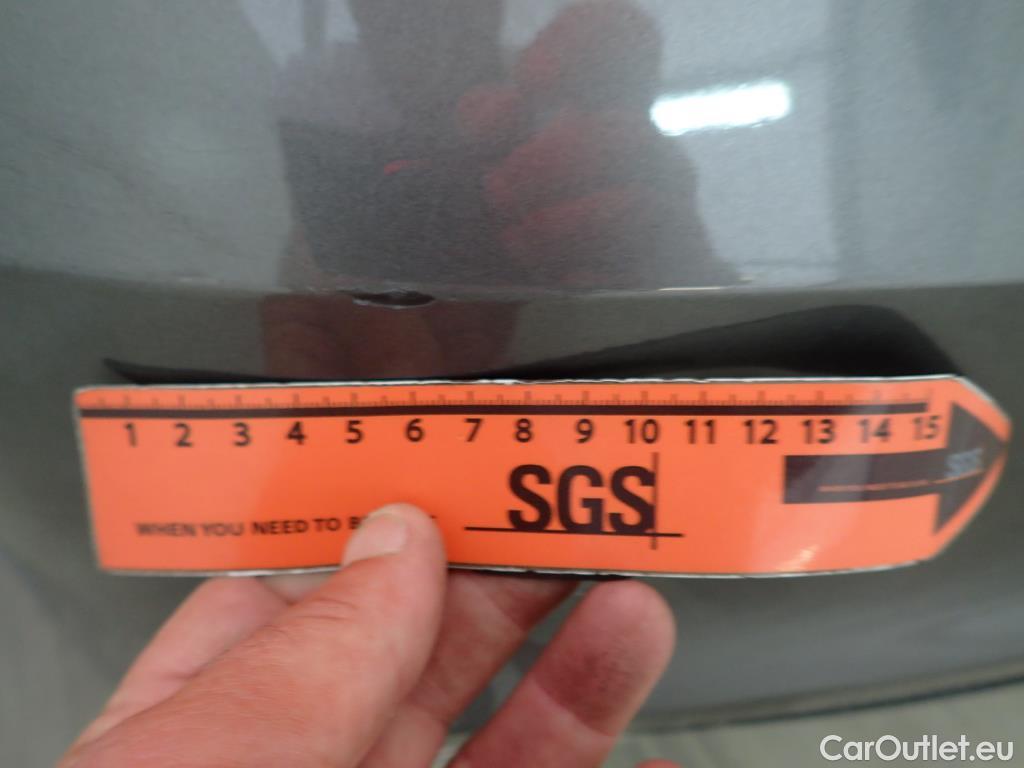 1 2 3 4 5 6 7 8 9 10 11 12 13 14 15
SGS
SGS
WHEN YOU NEED TO
CarOutlet.eu